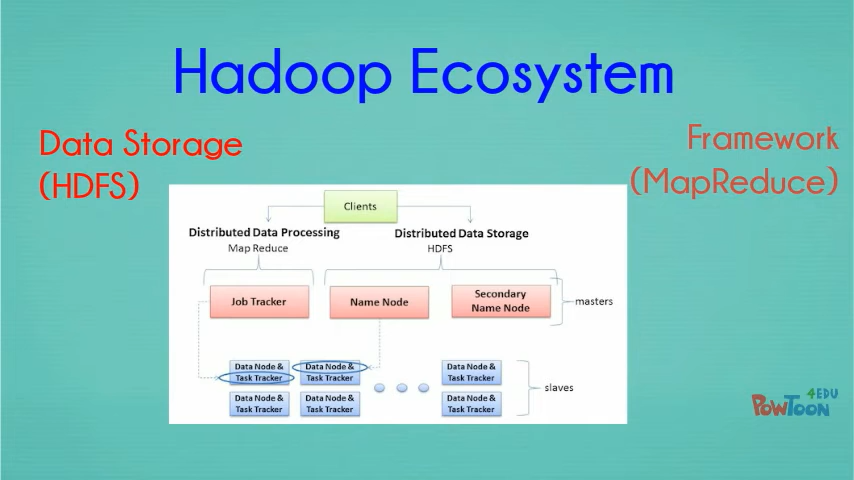 Hadoop Ecosystem
Data Storage
(HDFS)
Framework
(MapReduce)
Clients
Distributed Data Processing
Map Reduce
Distributed Data Storage
HDFS
Job Tracker
Name Node
Secondary
Name Node
masters
Data Node &
Task Tracker
Data Node &
Task Tracker
Data Node &
Task Tracker
slaves
Data Node &
Task Tracker
Data Node &
Task Tracker
Data Node &
Task Tracker
4EDU
POWTOON